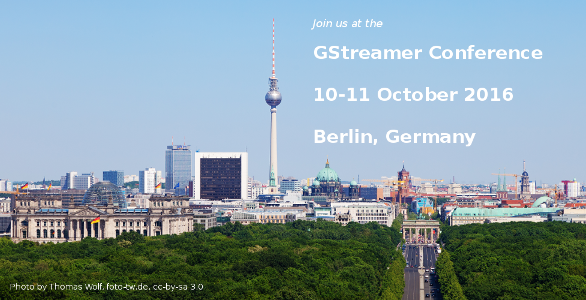 Join us at the
GStreamer Conference
10-11 October 2016
Berlin, Germany
Photo by Thomas Wolf, foto-tw.de, cc-by-sa 3.0